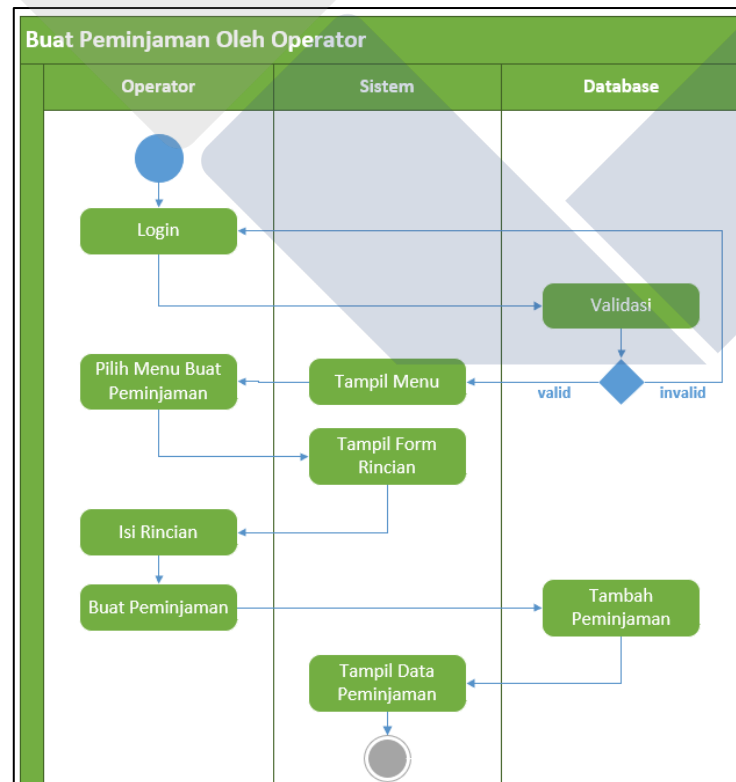 Buat Peminjaman Oleh Operator
Operator
Sistem
Database
Login
Validasi
Pilih Menu Buat
Peminjaman
Tampil Menu
valid
invalid
Tampil Form
Rincian
Isi Rincian
Buat Peminjaman
Tambah
Peminjaman
Tampil Data
Peminjaman